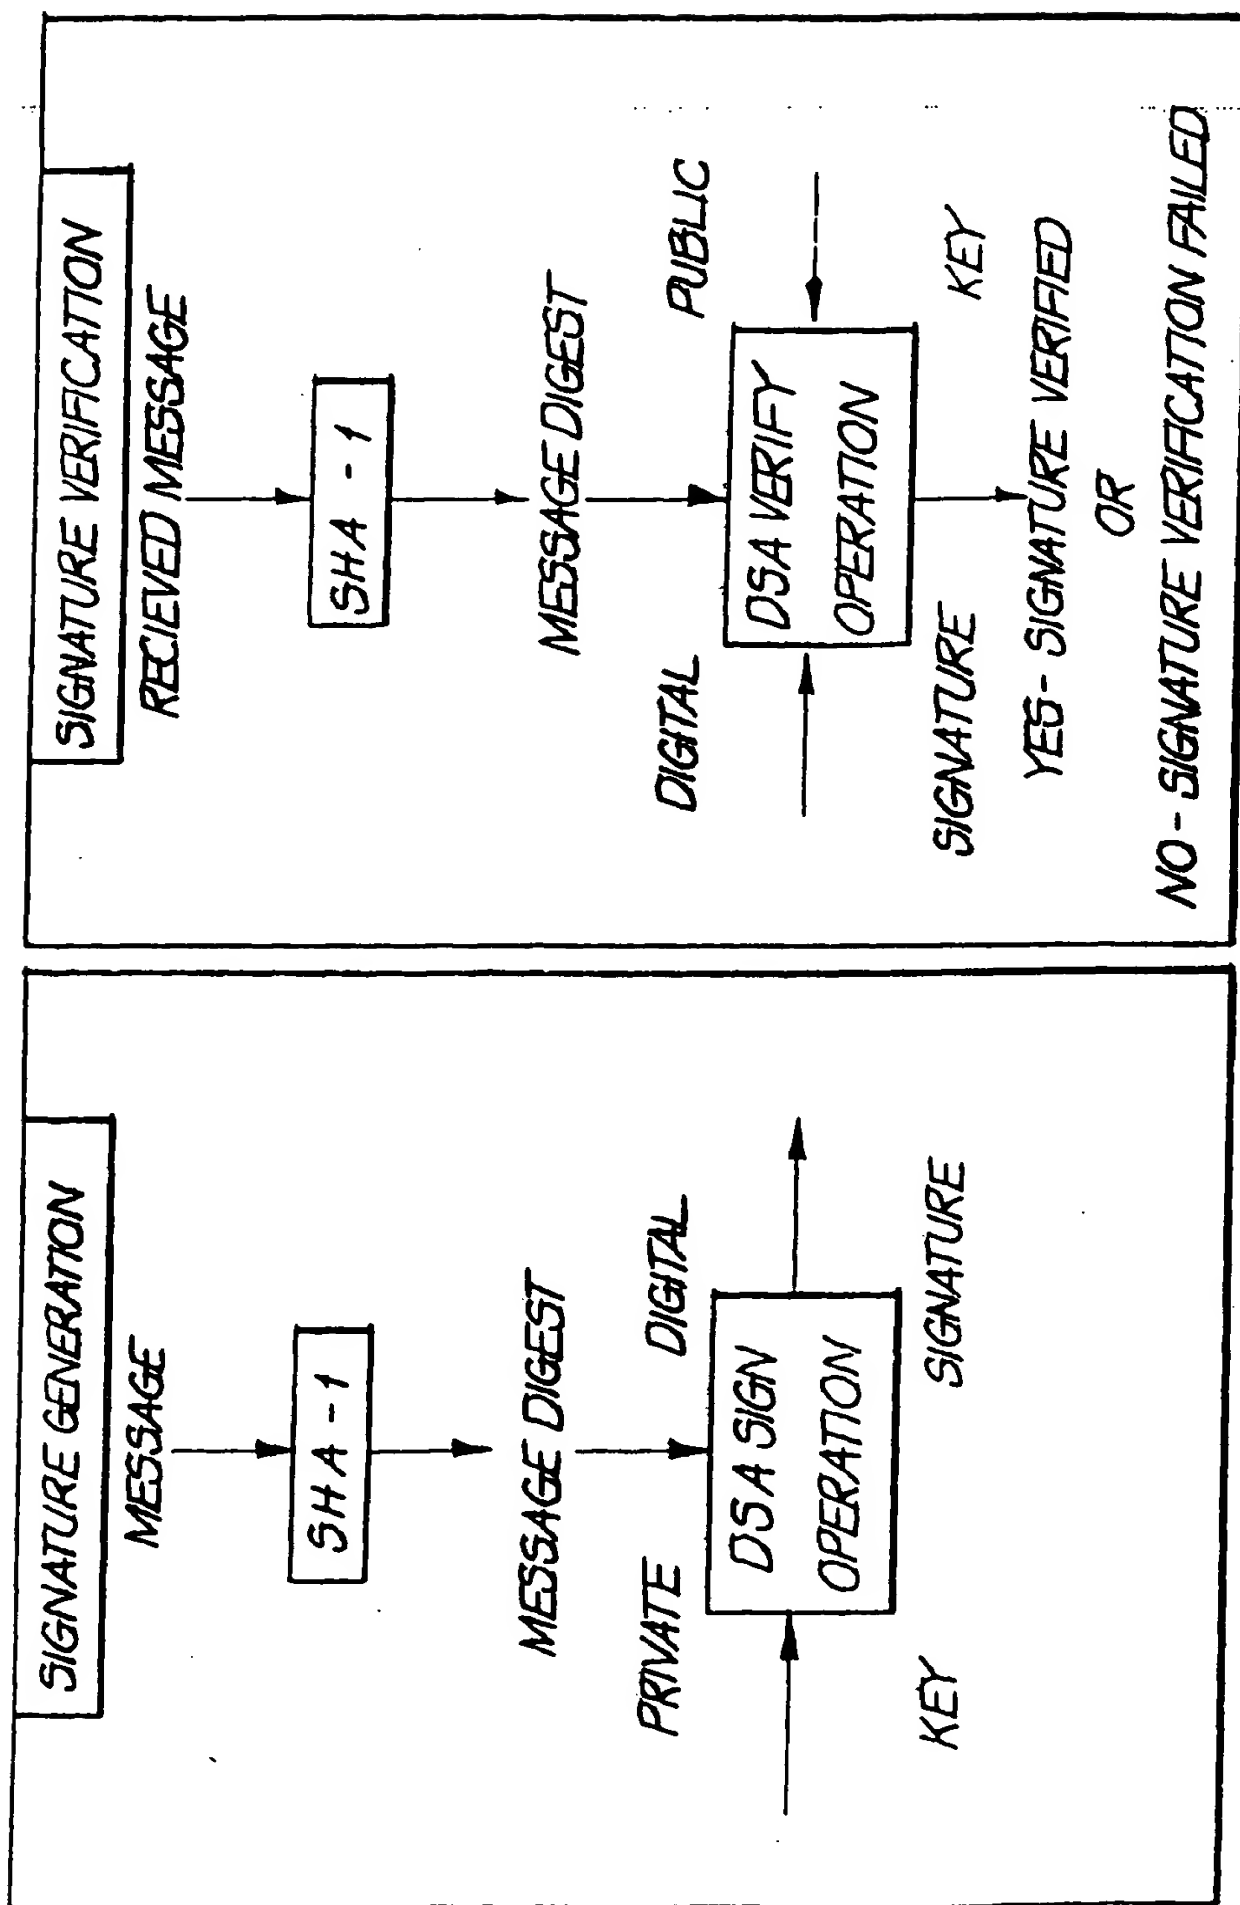 SIGNATURE GENERATION
MESSAGE
SHA - 1
MESSAGE DIGEST
PRIVATE
DIGITAL
DSA SIGN
OPERATION
KEY
SIGNATURE
SIGNATURE VERIFICATION
RECIEVED MESSAGE
SHA - 1
MESSAGE DIGEST
DIGITAL
PUBLIC
DSA VERIFY
OPERATION
SIGNATURE
KEY
YES - SIGNATURE VERIFIED
OR
NO - SIGNATURE VERIFICATION FAILED